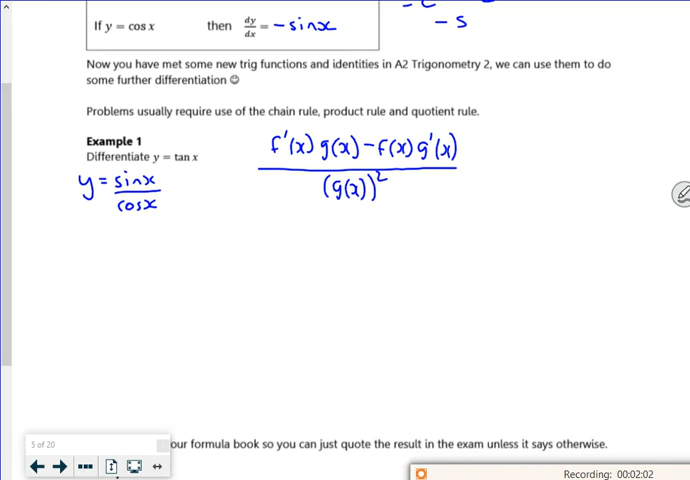 - s
If y = cos x then dy/dx = -sinx
Now you have met some new trig functions and identities in A2 Trigonometry 2, we can use them to do
some further differentiation ☺
Problems usually require use of the chain rule, product rule and quotient rule.
Example 1
Differentiate y = tan x
y = sinx/cosx
f'(x) g(x) - f(x) g'(x)
(g(x))²
our formula book so you can just quote the result in the exam unless it says otherwise.
5 of 20
Recording: 00:02:02